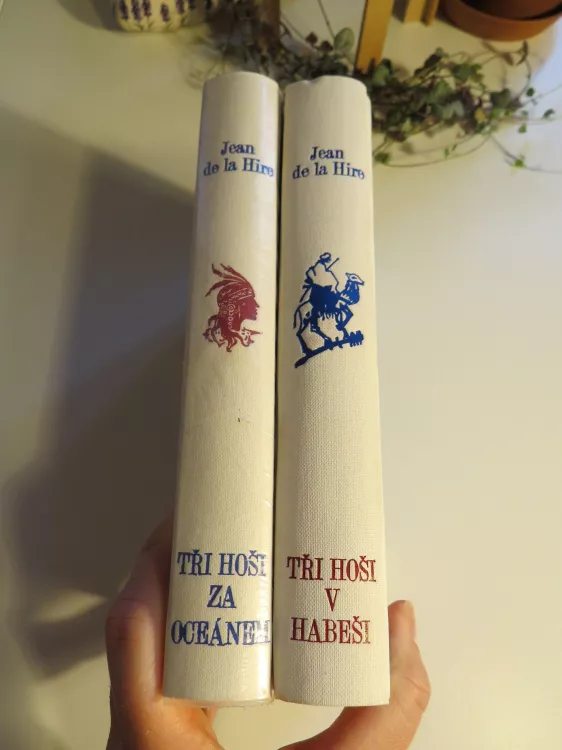 Jean
de la Hire
TŘI HOŠI
ZA
OCEÁNEM
Jean
de la Hire
TŘI HOŠI
V
HABEŠI